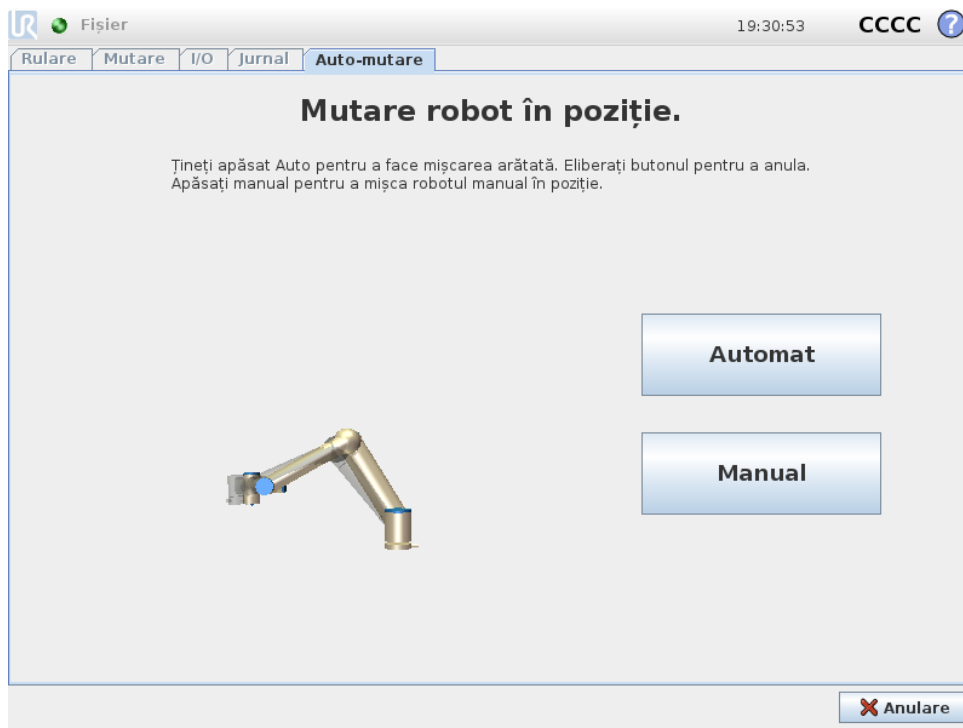 UR Fișier 19:30:53 CCCC ?
Rulare Mutare I/O Jurnal Auto-mutare
Mutare robot în poziție.
Țineți apăsat Auto pentru a face mișcarea arătată. Eliberați butonul pentru a anula.
Apăsați manual pentru a mișca robotul manual în poziție.
Automat
Manual
Anulare